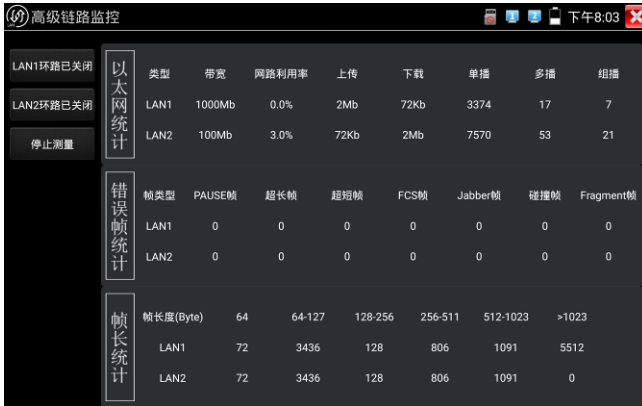 高级链路监控 下午8:03
LAN1环路已关闭
LAN2环路已关闭
停止测量
以太网统计
类型 带宽 网路利用率 上传 下载 单播 多播 组播
LAN1 1000Mb 0.0% 2Mb 72Kb 3374 17 7
LAN2 100Mb 3.0% 72Kb 2Mb 7570 53 21
错误帧统计
帧类型 PAUSE帧 超长帧 超短帧 FCS帧 Jabber帧 碰撞帧 Fragment帧
LAN1 0 0 0 0 0 0 0
LAN2 0 0 0 0 0 0 0
帧长统计
帧长度(Byte) 64 64-127 128-256 256-511 512-1023 >1023
LAN1 72 3436 128 806 1091 5512
LAN2 72 3436 128 806 1091 0